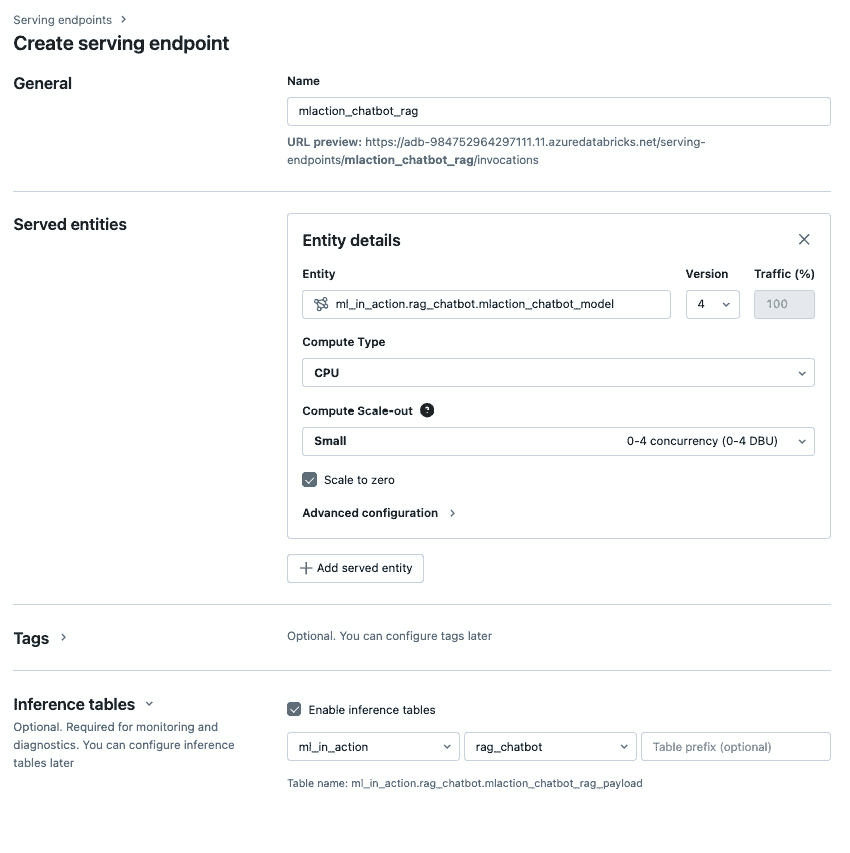 Serving endpoints
Create serving endpoint
General
Name
mlaction_chatbot_rag
URL preview: https://adb-984752964297111.11.azuredatabricks.net/serving-
endpoints/mlaction_chatbot_rag/invocations
Served entities
Entity details
Entity
Version
Traffic (%)
ml_in_action.rag_chatbot.mlaction_chatbot_model
4
100
Compute Type
CPU
Compute Scale-out ?
Small
0-4 concurrency (0-4 DBU)
Scale to zero
Advanced configuration
Add served entity
Tags
Optional. You can configure tags later
Inference tables
Optional. Required for monitoring and
diagnostics. You can configure inference
tables later
Enable inference tables
ml_in_action
rag_chatbot
Table prefix (optional)
Table name: ml_in_action.rag_chatbot.mlaction_chatbot_rag_payload